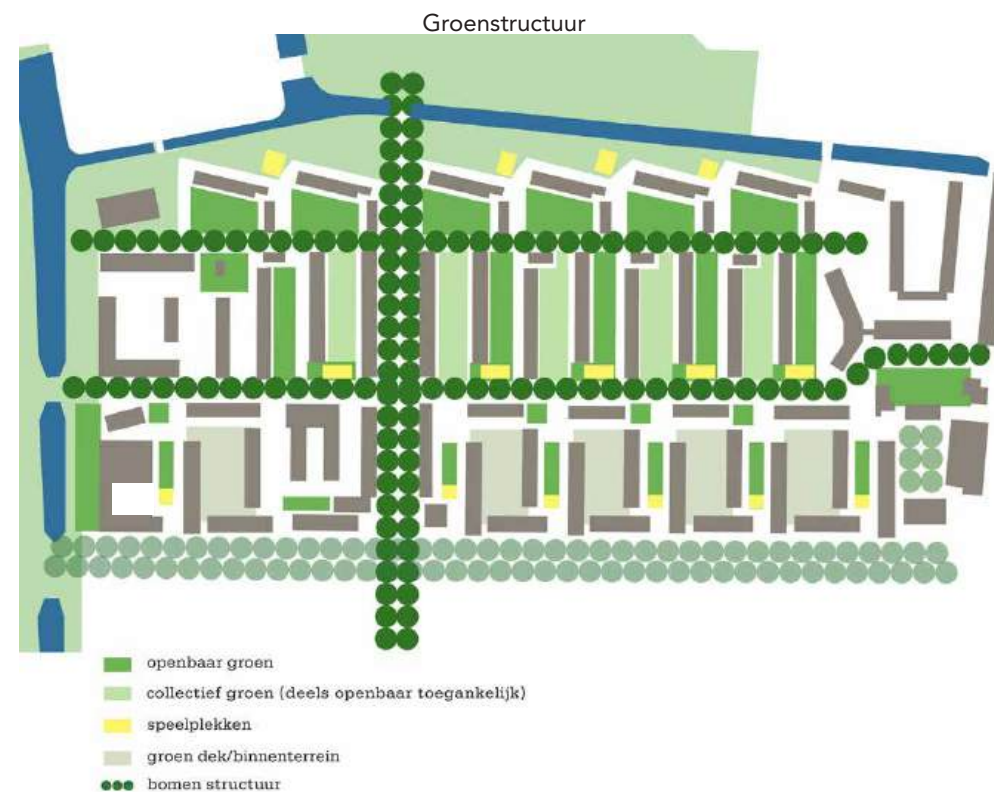 Groenstructuur
openbaar groen
collectief groen (deels openbaar toegankelijk)
speelplekken
groen dek/binnenterrein
bomen structuur